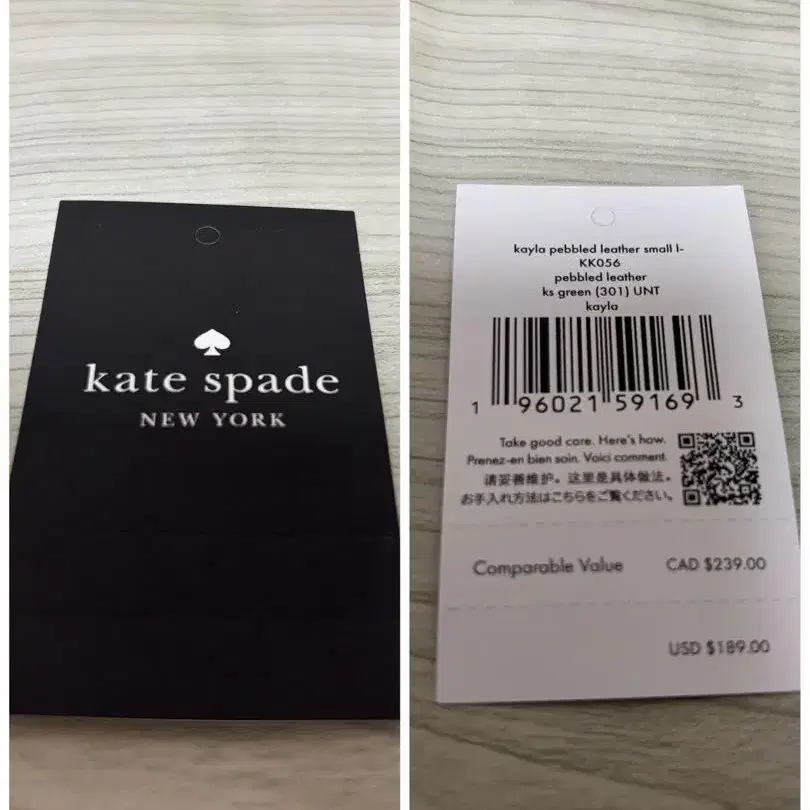 kate spade
NEW YORK
kayla pebbled leather small l-
KK056
pebbled leather
ks green (301) UNT
kayla
1 96021 59169 3
Take good care. Here's how.
Prenez-en bien soin. Voici comment.
请妥善维护。这里是具体做法。
お手入れ方法はこちらをご覧ください。
Comparable Value CAD $239.00
USD $189.00